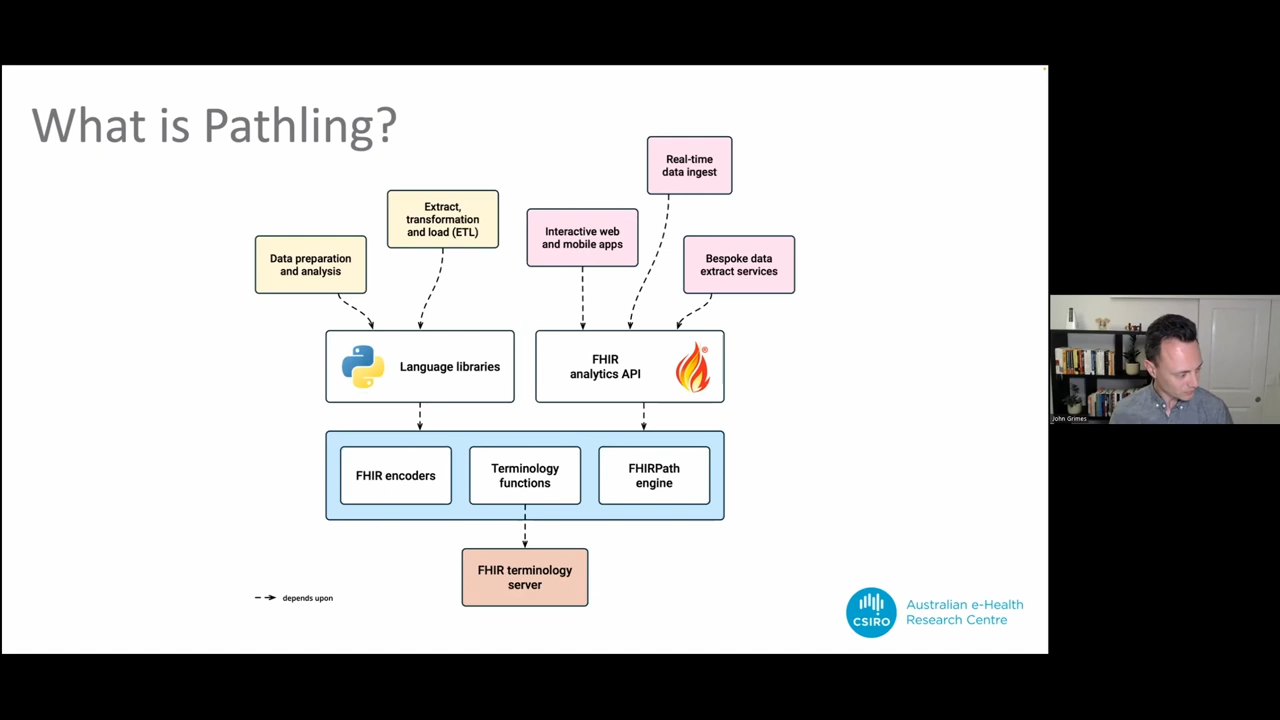 What is Pathling?
Real-time
data ingest
Extract,
transformation
and load (ETL)
Interactive web
and mobile apps
Data preparation
and analysis
Bespoke data
extract services
Language libraries
FHIR
analytics API
®
FHIR encoders
Terminology
functions
FHIRPath
engine
FHIR terminology
server
depends upon
CSIRO
Australian e-Health
Research Centre
John Grimes